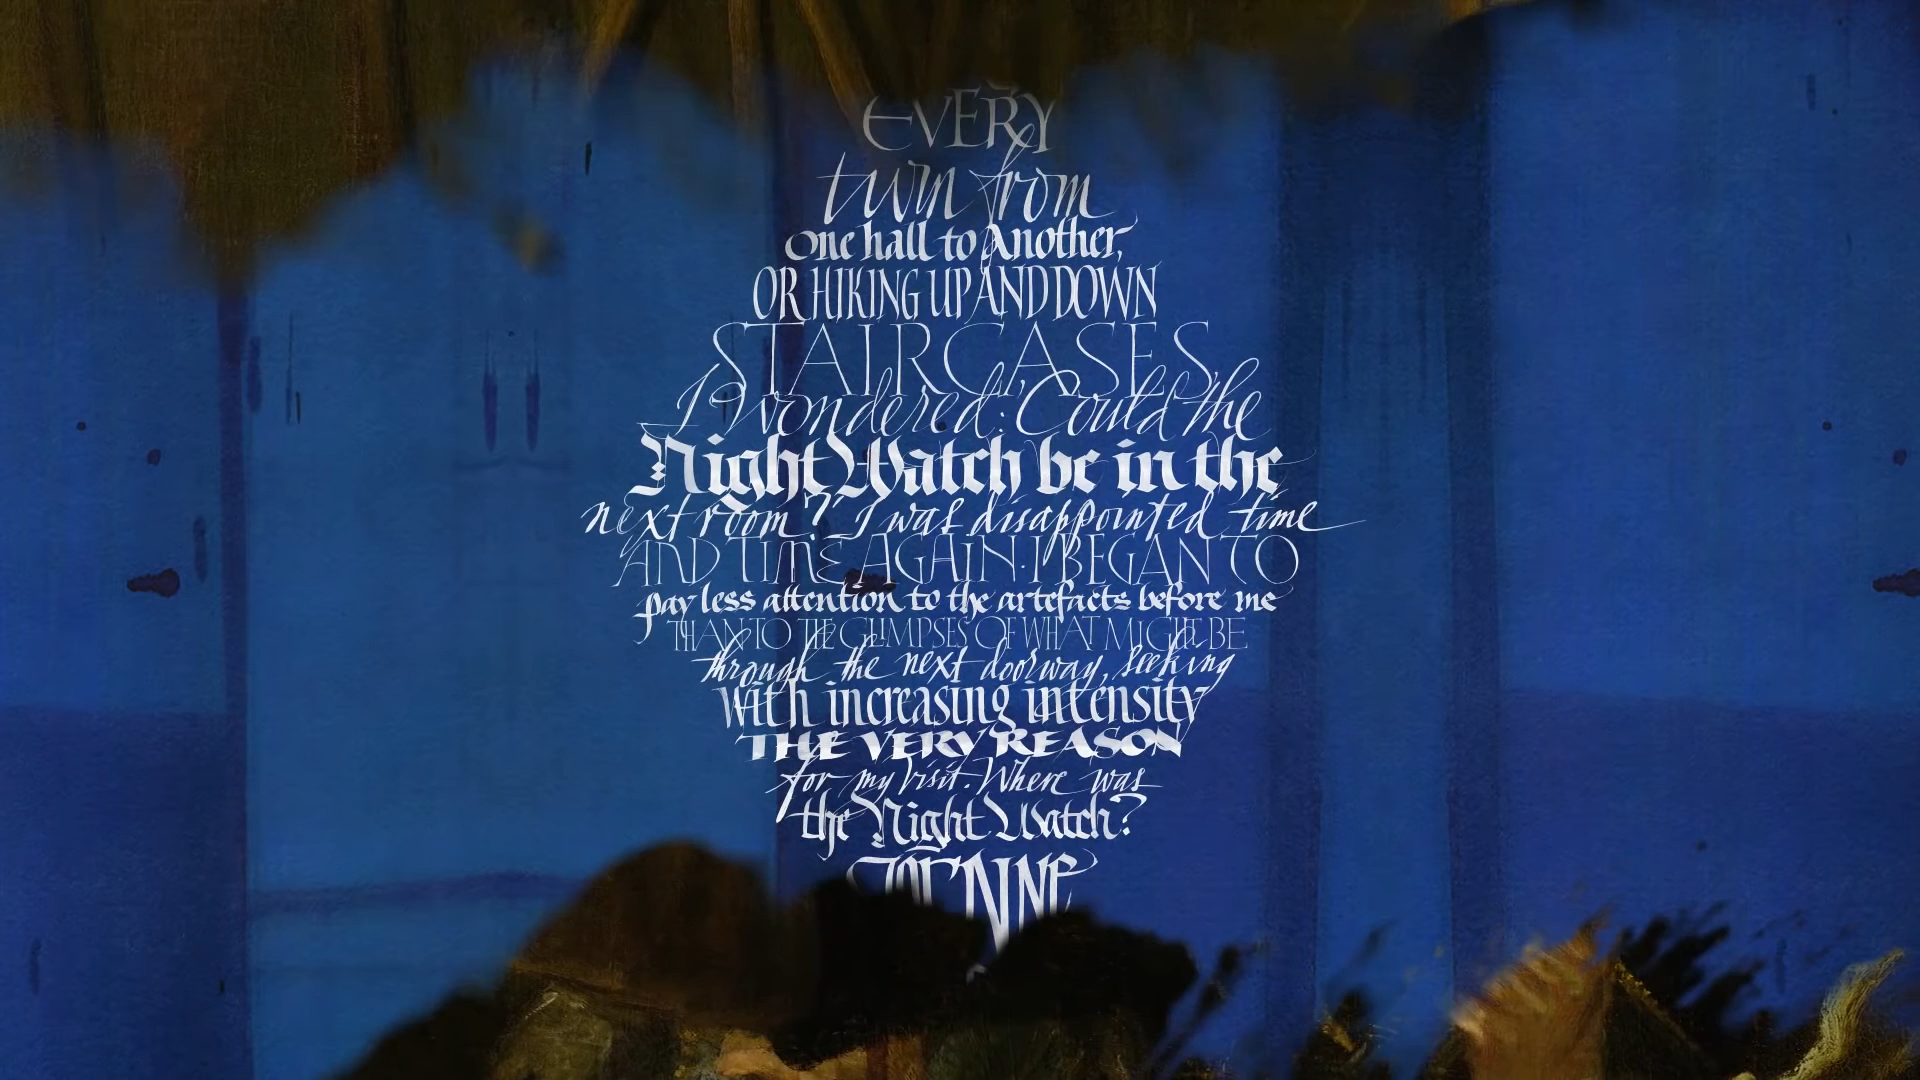 EVERY
twin from
One hall to Another,
OR HIKING UP AND DOWN
STAIRCASES,
I wondered: Could the
Night Watch be in the
next room? I was disappointed time
AND TIME AGAIN. I BEGAN TO
pay less attention to the artefacts before me
THAN TO THE GLIMPSES OF WHAT MIGHT BE
through the next doorway, seeking
With increasing intensity
THE VERY REASON
for my visit. Where was
the Night Watch?